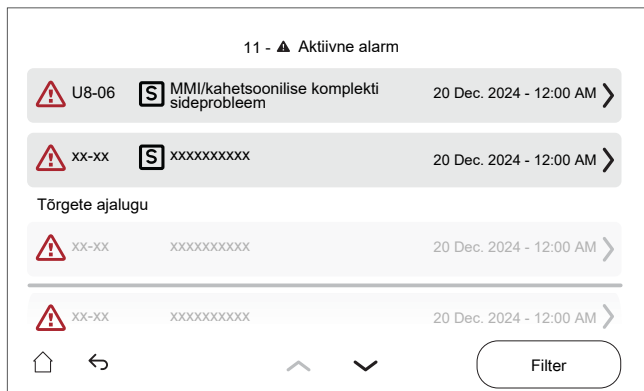 11 - Aktiivne alarm
U8-06 S MMI/kahetsoonilise komplekti sideprobleem 20 Dec. 2024 - 12:00 AM
xx-xx S xxxxxxxxxx 20 Dec. 2024 - 12:00 AM
Tõrgete ajalugu
xx-xx xxxxxxxxxx 20 Dec. 2024 - 12:00 AM
xx-xx xxxxxxxxxx 20 Dec. 2024 - 12:00 AM
Filter